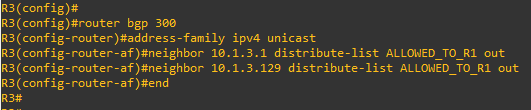 R3(config)#
R3(config)#router bgp 300
R3(config-router)#address-family ipv4 unicast
R3(config-router-af)#neighbor 10.1.3.1 distribute-list ALLOWED_TO_R1 out
R3(config-router-af)#neighbor 10.1.3.129 distribute-list ALLOWED_TO_R1 out
R3(config-router-af)#end
R3#